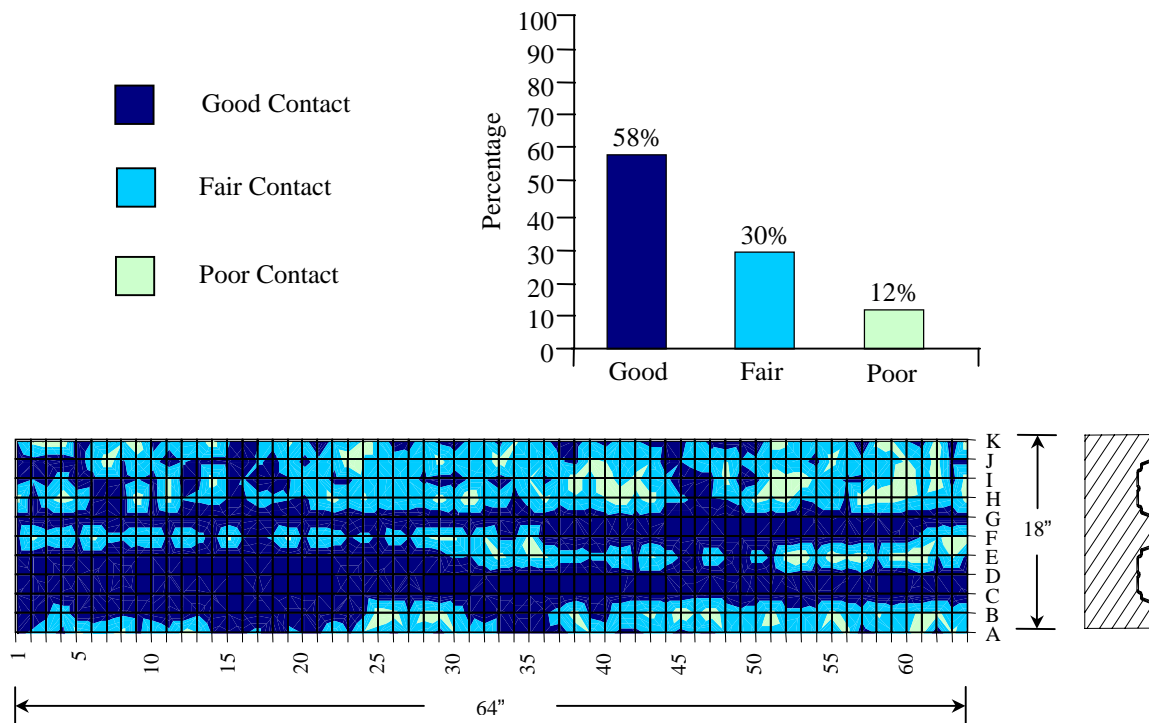 Good Contact
Fair Contact
Poor Contact
Percentage
100
90
80
70
60
50
40
30
20
10
0
58%
30%
12%
Good Fair Poor
K
J
I
H
G
F
E
D
C
B
A
1 5 10 15 20 25 30 35 40 45 50 55 60
64”
18”